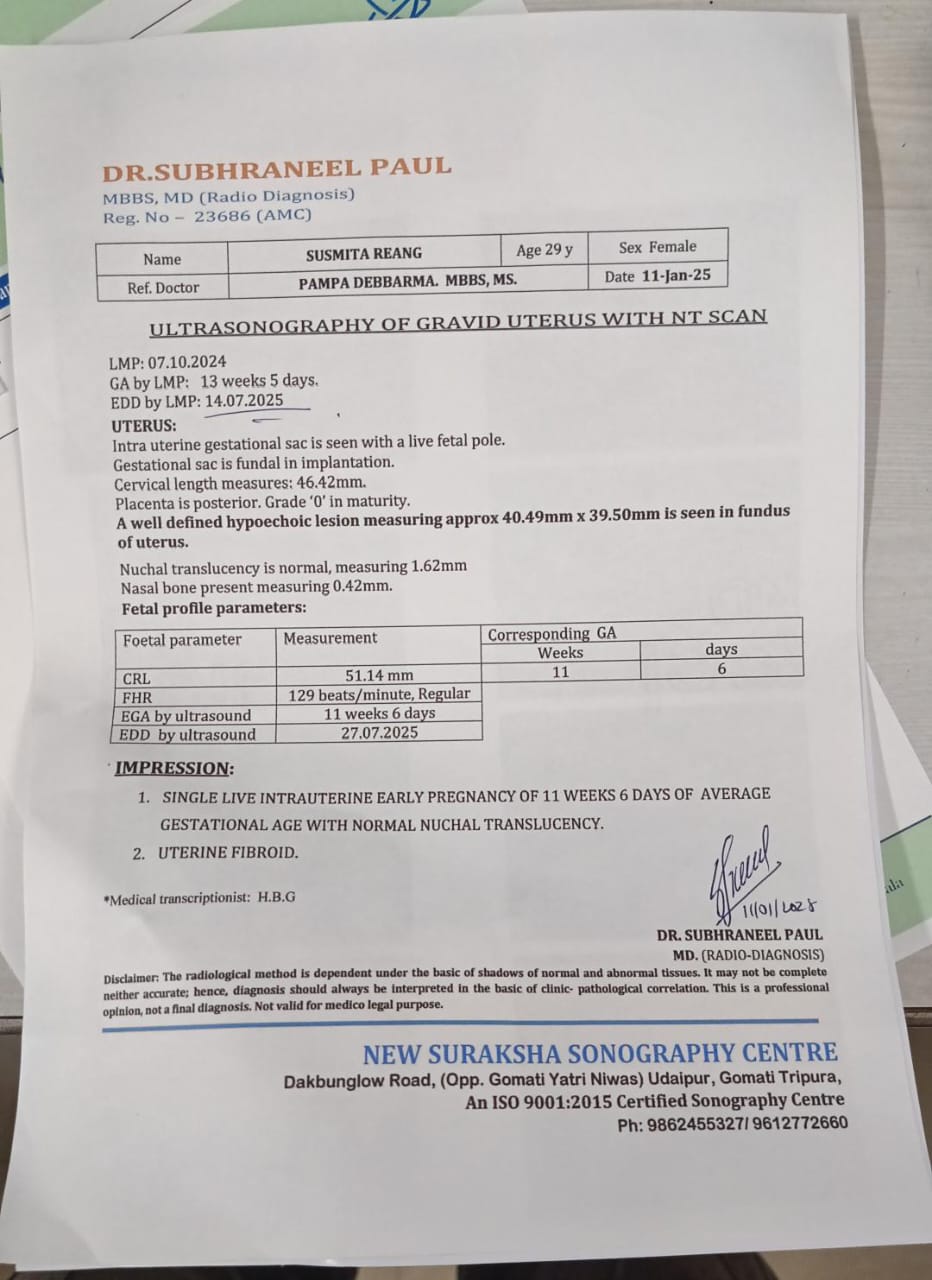 DR.SUBHRANEEL PAUL
MBBS, MD (Radio Diagnosis)
Reg. No – 23686 (AMC)
Name SUSMITA REANG Age 29 y Sex Female
Ref. Doctor PAMPA DEBBARMA. MBBS, MS. Date 11-Jan-25
ULTRASONOGRAPHY OF GRAVID UTERUS WITH NT SCAN
LMP: 07.10.2024
GA by LMP: 13 weeks 5 days.
EDD by LMP: 14.07.2025
UTERUS:
Intra uterine gestational sac is seen with a live fetal pole.
Gestational sac is fundal in implantation.
Cervical length measures: 46.42mm.
Placenta is posterior. Grade ‘0’ in maturity.
A well defined hypoechoic lesion measuring approx 40.49mm x 39.50mm is seen in fundus
of uterus.
Nuchal translucency is normal, measuring 1.62mm
Nasal bone present measuring 0.42mm.
Fetal profile parameters:
Foetal parameter Measurement Corresponding GA
Weeks days
CRL 51.14 mm 11 6
FHR 129 beats/minute, Regular
EGA by ultrasound 11 weeks 6 days
EDD by ultrasound 27.07.2025
IMPRESSION:
1. SINGLE LIVE INTRAUTERINE EARLY PREGNANCY OF 11 WEEKS 6 DAYS OF AVERAGE
GESTATIONAL AGE WITH NORMAL NUCHAL TRANSLUCENCY.
2. UTERINE FIBROID.
*Medical transcriptionist: H.B.G
11/01/2025
DR. SUBHRANEEL PAUL
MD. (RADIO-DIAGNOSIS)
Disclaimer: The radiological method is dependent under the basic of shadows of normal and abnormal tissues. It may not be complete
neither accurate; hence, diagnosis should always be interpreted in the basic of clinic- pathological correlation. This is a professional
opinion, not a final diagnosis. Not valid for medico legal purpose.
NEW SURAKSHA SONOGRAPHY CENTRE
Dakbunglow Road, (Opp. Gomati Yatri Niwas) Udaipur, Gomati Tripura,
An ISO 9001:2015 Certified Sonography Centre
Ph: 9862455327/ 9612772660